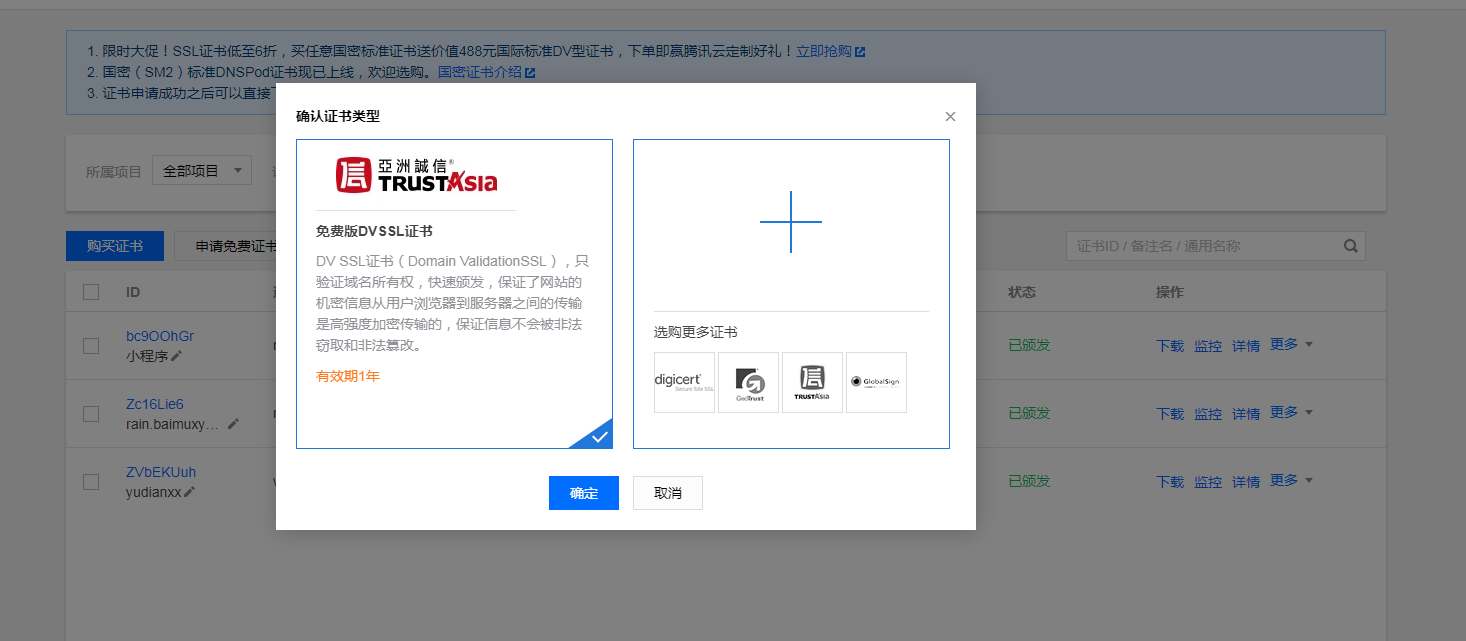 1. 限时大促！SSL证书低至6折，买任意国密标准证书送价值488元国际标准DV型证书，下单即赢腾讯云定制好礼！立即抢购
2. 国密（SM2）标准DNSPod证书现已上线，欢迎选购。国密证书介绍
3. 证书申请成功之后可以直接
确认证书类型
所属项目 全部项目
亞洲誠信®
TRUSTAsia
免费版DVSSL证书
DV SSL证书（Domain ValidationSSL），只
验证域名所有权，快速颁发，保证了网站的
机密信息从用户浏览器到服务器之间的传输
是高强度加密传输的，保证信息不会被非法
窃取和非法篡改。
有效期1年
选购更多证书
digicert
Secure Site SSL
GeoTrust
TRUSTAsia
GlobalSign
确定
取消
购买证书
申请免费证书
证书ID / 备注名 / 通用名称
ID
状态
操作
bc9OOhGr
小程序
已颁发
下载 监控 详情 更多
Zc16Lie6
rain.baimuxy...
已颁发
下载 监控 详情 更多
ZVbEKUuh
yudianxx
已颁发
下载 监控 详情 更多